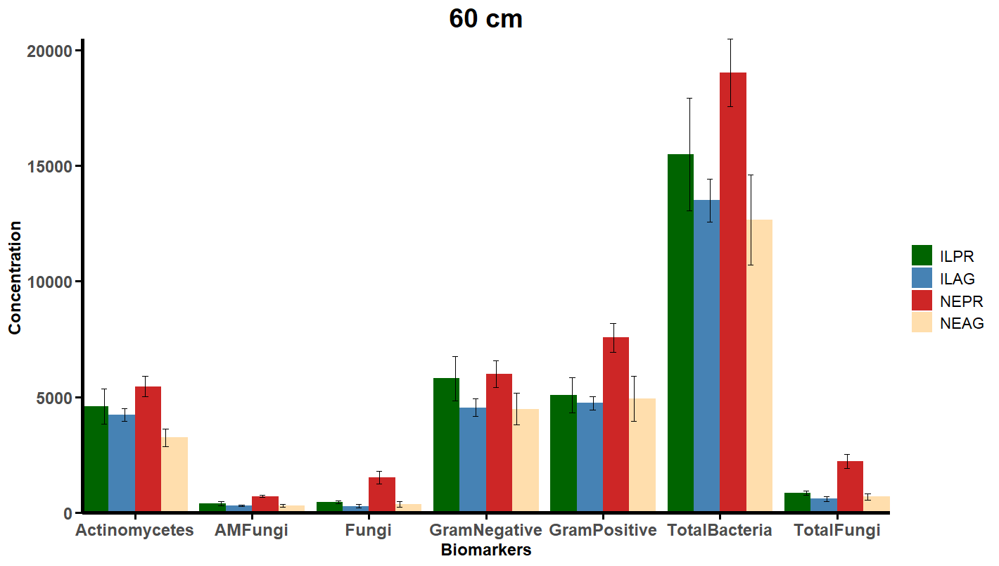 60 cm
20000
15000
10000
5000
0
Concentration
Actinomycetes AMFungi Fungi GramNegative GramPositive TotalBacteria TotalFungi
Biomarkers
ILPR
ILAG
NEPR
NEAG